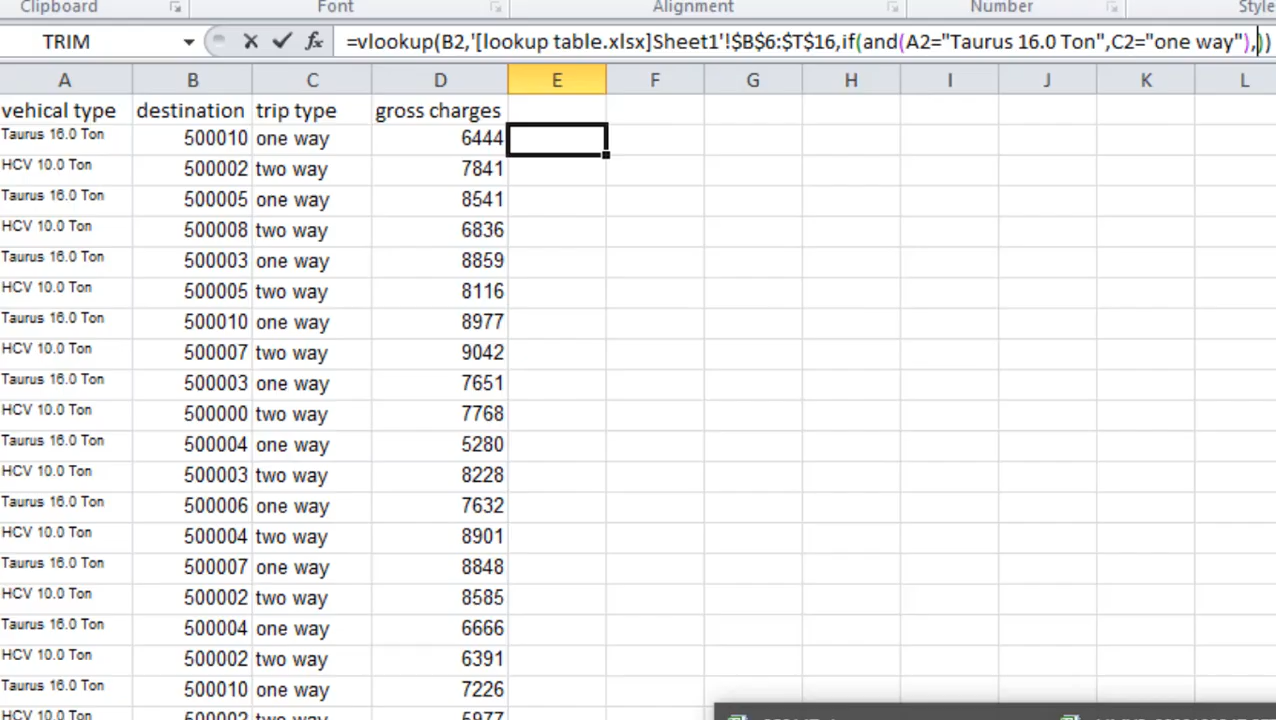 Clipboard Font Alignment Number Style
TRIM fx =vlookup(B2,'[lookup table.xlsx]Sheet1'!$B$6:$T$16,if(and(A2="Taurus 16.0 Ton",C2="one way"),))
A B C D E F G H I J K L
vehical type destination trip type gross charges
Taurus 16.0 Ton 500010 one way 6444
HCV 10.0 Ton 500002 two way 7841
Taurus 16.0 Ton 500005 one way 8541
HCV 10.0 Ton 500008 two way 6836
Taurus 16.0 Ton 500003 one way 8859
HCV 10.0 Ton 500005 two way 8116
Taurus 16.0 Ton 500010 one way 8977
HCV 10.0 Ton 500007 two way 9042
Taurus 16.0 Ton 500003 one way 7651
HCV 10.0 Ton 500000 two way 7768
Taurus 16.0 Ton 500004 one way 5280
HCV 10.0 Ton 500003 two way 8228
Taurus 16.0 Ton 500006 one way 7632
HCV 10.0 Ton 500004 two way 8901
Taurus 16.0 Ton 500007 one way 8848
HCV 10.0 Ton 500002 two way 8585
Taurus 16.0 Ton 500004 one way 6666
HCV 10.0 Ton 500002 two way 6391
Taurus 16.0 Ton 500010 one way 7226
HCV 10.0 Ton 500002 two way 5977